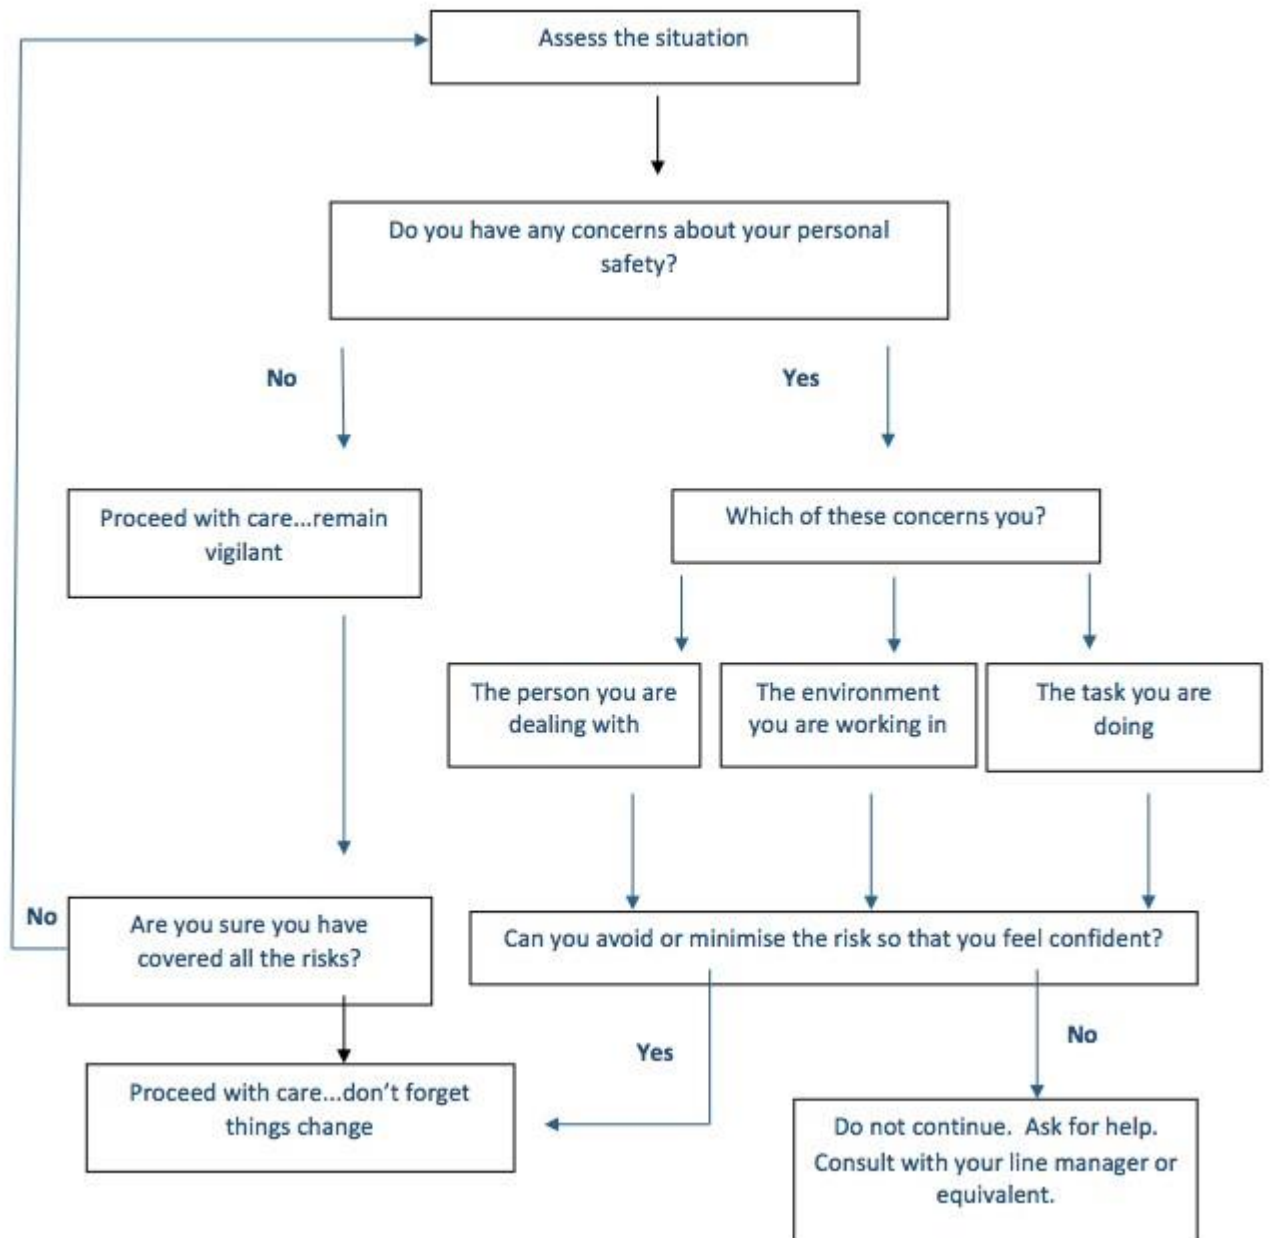 Assess the situation
Do you have any concerns about your personal
safety?
No
Yes
Proceed with care...remain
vigilant
Which of these concerns you?
The person you are
dealing with
The environment
you are working in
The task you are
doing
No
Are you sure you have
covered all the risks?
Can you avoid or minimise the risk so that you feel confident?
Yes
No
Proceed with care...don’t forget
things change
Do not continue.  Ask for help.
Consult with your line manager or
equivalent.